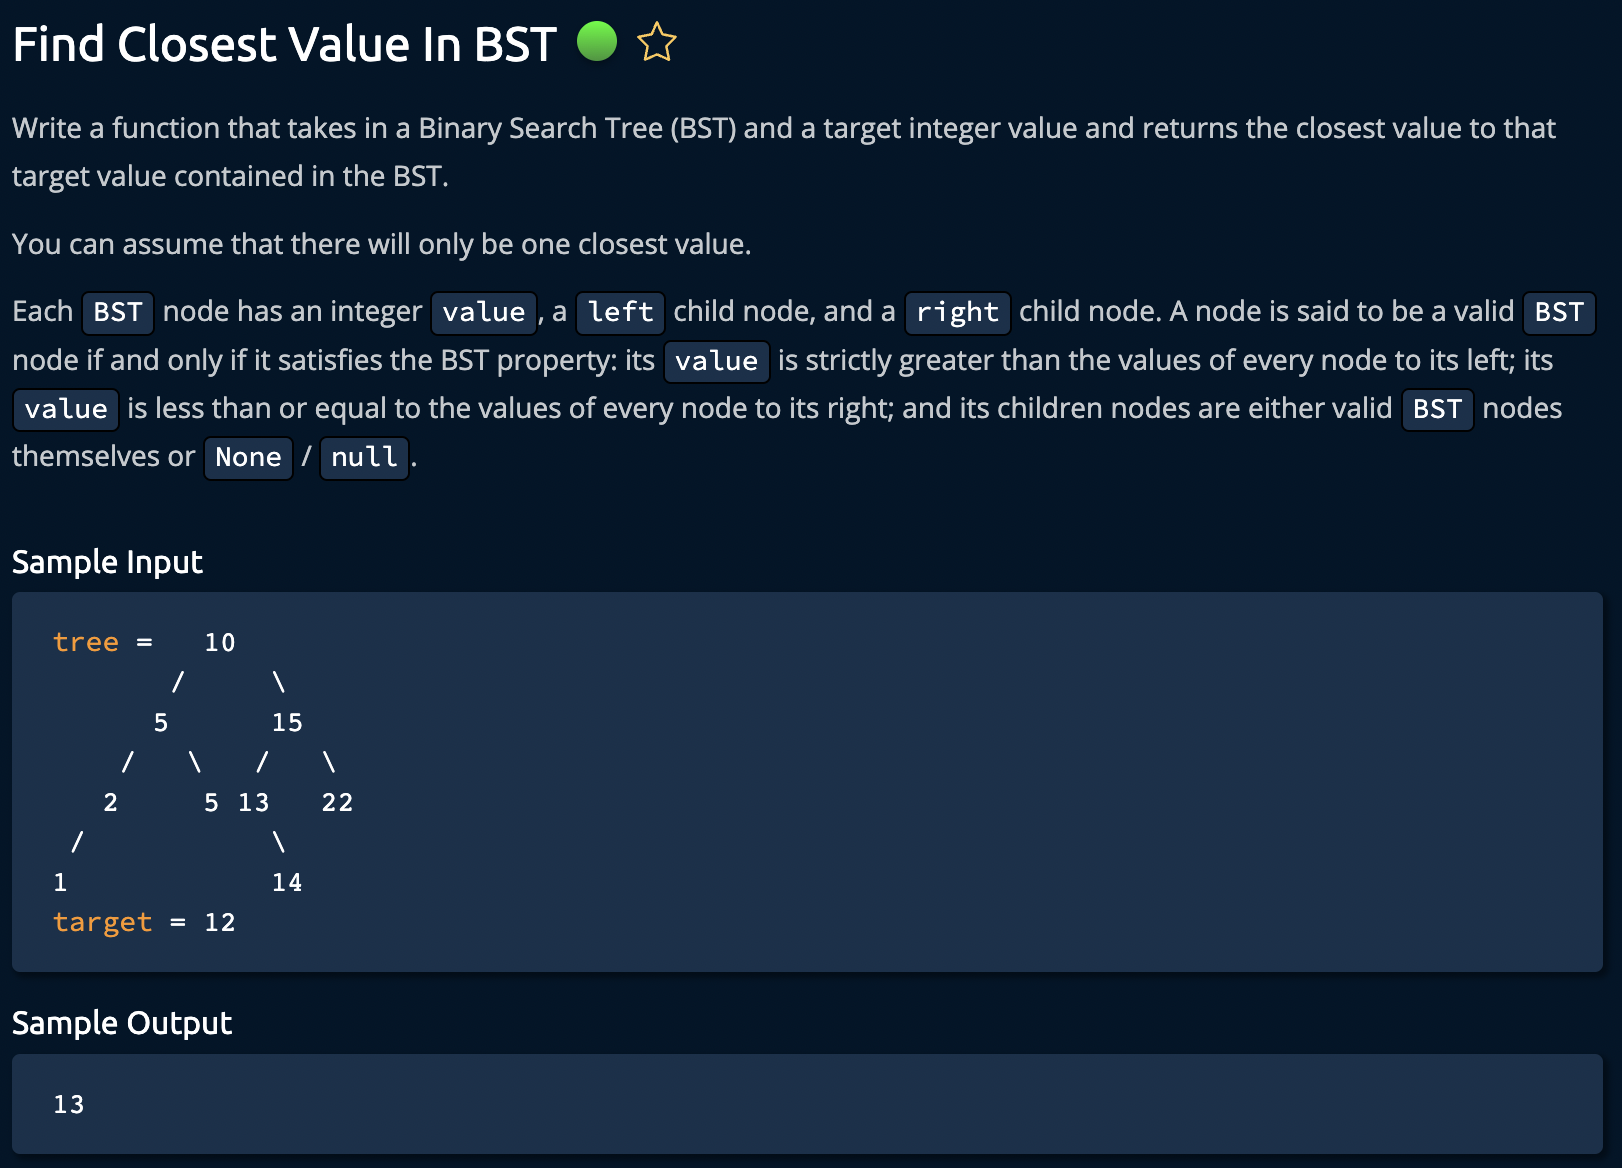 Find Closest Value In BST
Write a function that takes in a Binary Search Tree (BST) and a target integer value and returns the closest value to that
target value contained in the BST.
You can assume that there will only be one closest value.
Each BST node has an integer value, a left child node, and a right child node. A node is said to be a valid BST
node if and only if it satisfies the BST property: its value is strictly greater than the values of every node to its left; its
value is less than or equal to the values of every node to its right; and its children nodes are either valid BST nodes
themselves or None / null.
Sample Input
tree =   10
       /     \
      5      15
    /   \   /   \
   2     5 13   22
 /           \
1            14
target = 12
Sample Output
13